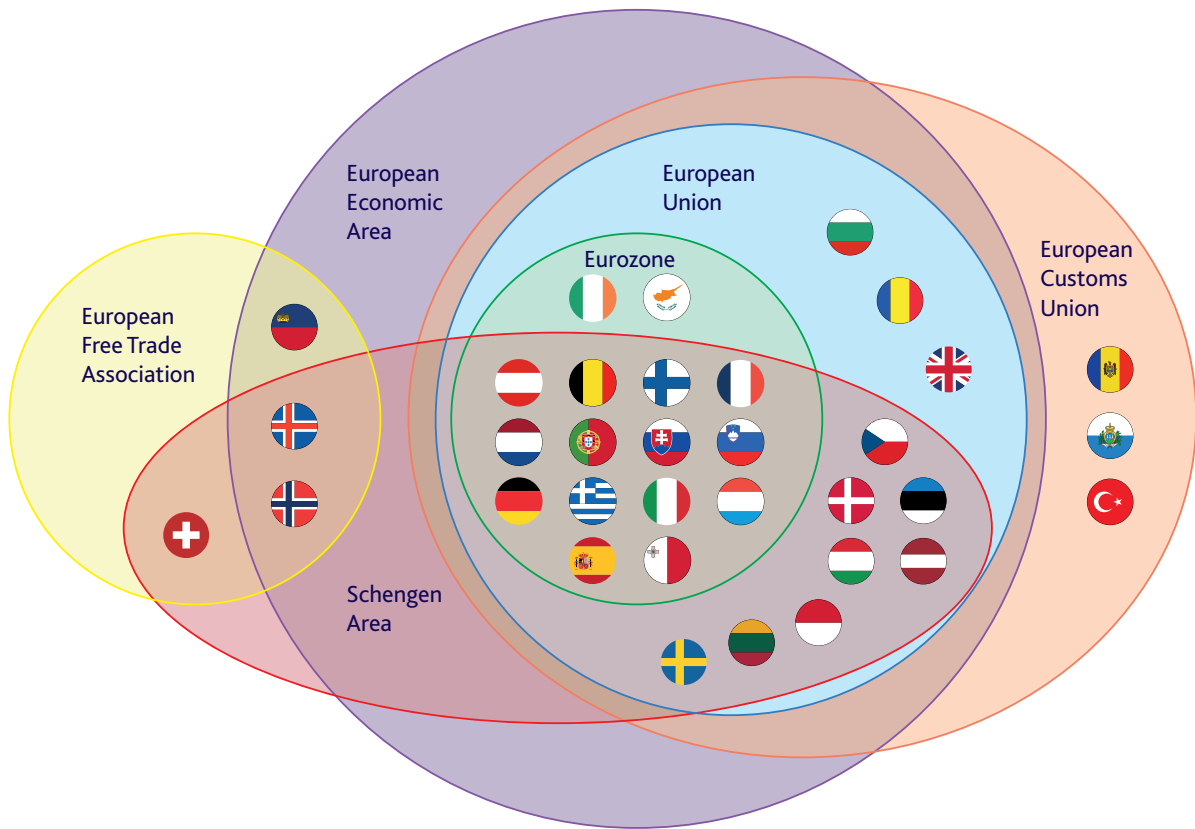 European
Economic
Area
European
Union
European
Customs
Union
Eurozone
European
Free Trade
Association
Schengen
Area